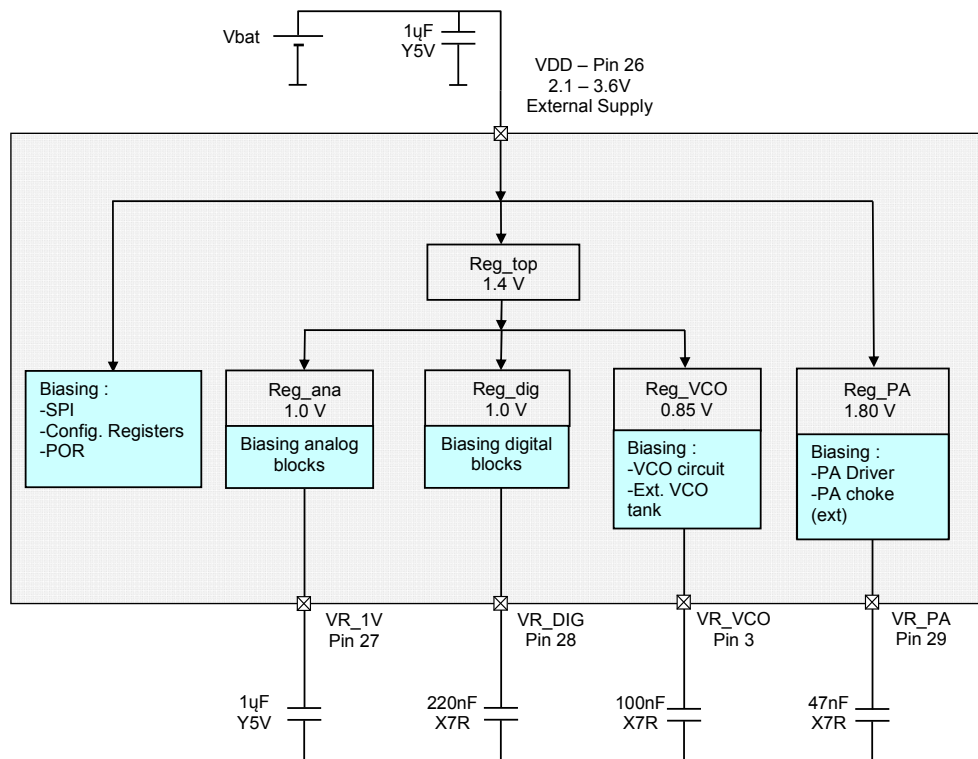 Vbat
1ųF
Y5V
VDD – Pin 26
2.1 – 3.6V
External Supply
Reg_top
1.4 V
Biasing :
-SPI
-Config. Registers
-POR
Reg_ana
1.0 V
Biasing analog
blocks
Reg_dig
1.0 V
Biasing digital
blocks
Reg_VCO
0.85 V
Biasing :
-VCO circuit
-Ext. VCO
tank
Reg_PA
1.80 V
Biasing :
-PA Driver
-PA choke
(ext)
VR_1V
Pin 27
VR_DIG
Pin 28
VR_VCO
Pin 3
VR_PA
Pin 29
1ųF
Y5V
220nF
X7R
100nF
X7R
47nF
X7R